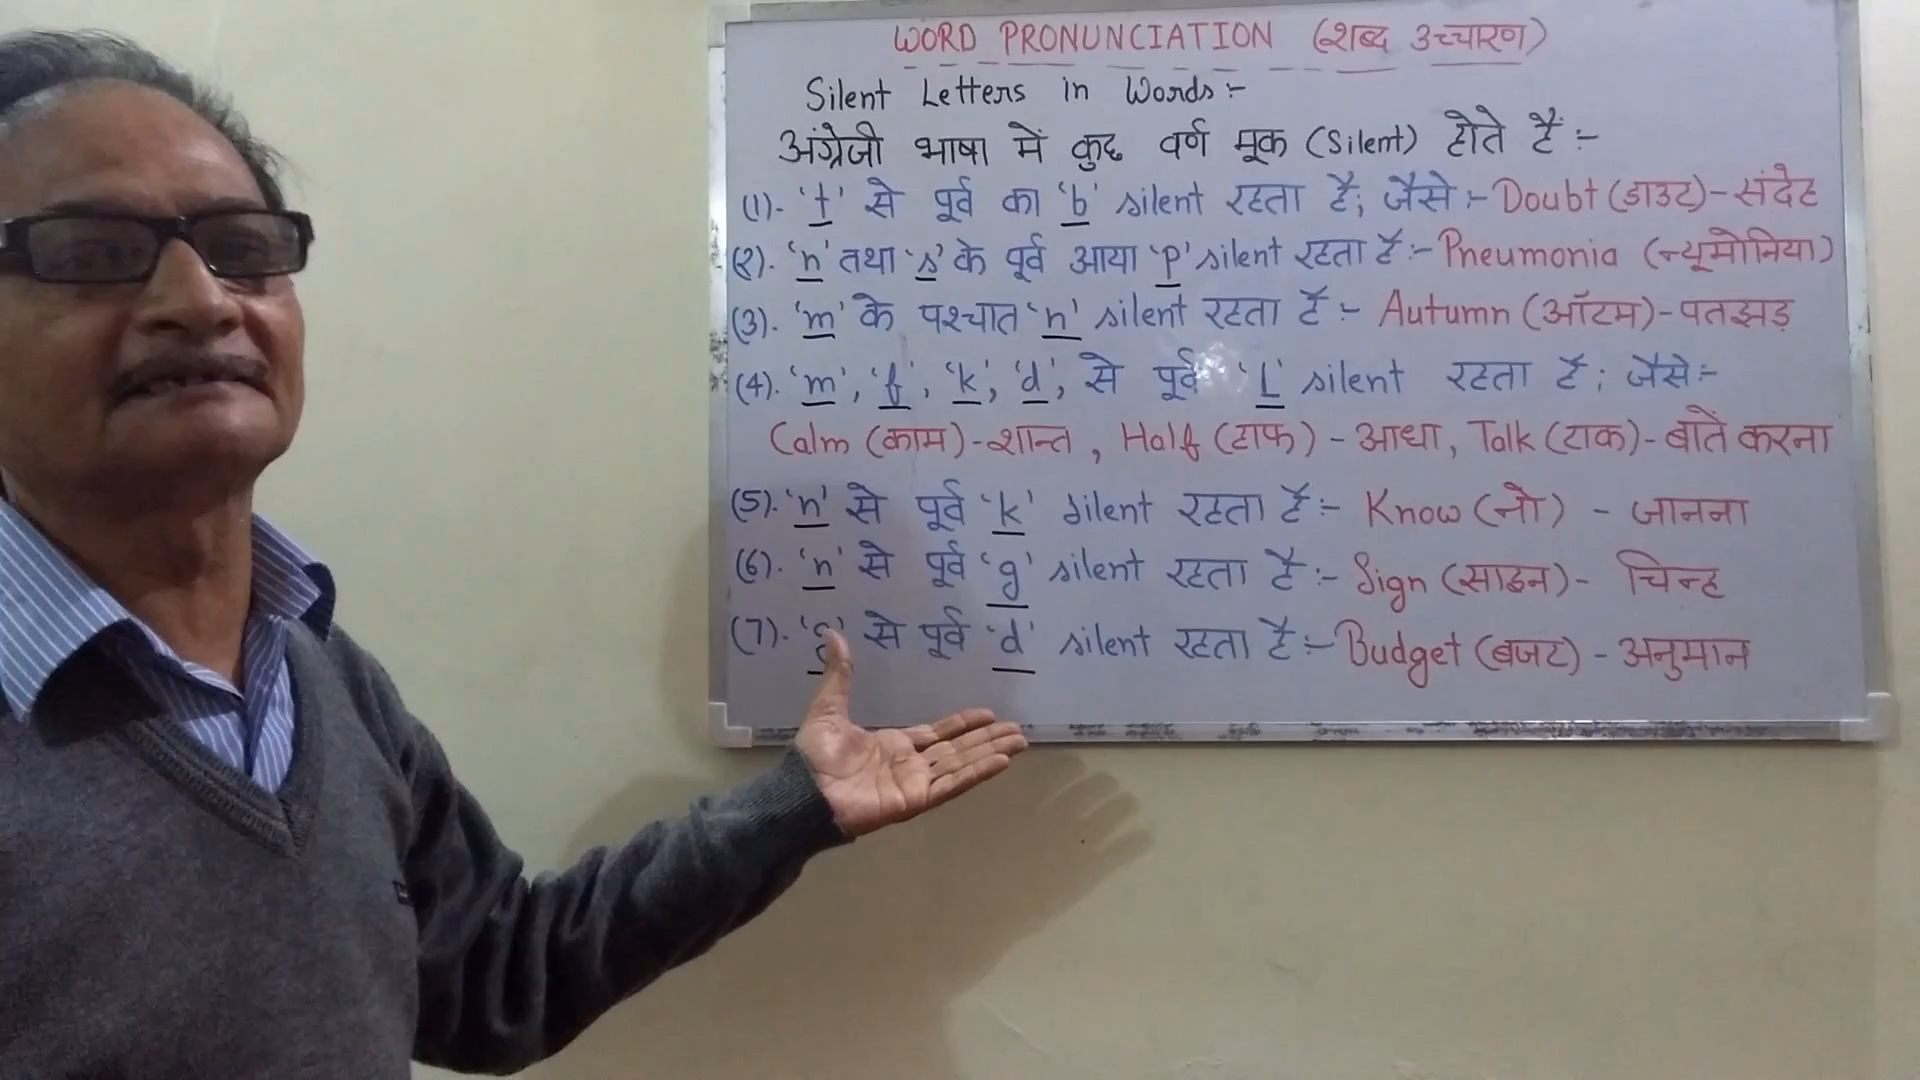 WORD PRONUNCIATION (शब्द उच्चारण)
Silent Letters in Words:-
अंग्रेजी भाषा में कुछ वर्ण मूक (Silent) होते हैं:-
(1). 't' से पूर्व का 'b' silent रहता है; जैसे:- Doubt (डाउट)-संदेह
(2). 'n' तथा 's' के पूर्व आया 'p' silent रहता है:- Pneumonia (न्यूमोनिया)
(3). 'm' के पश्चात 'n' silent रहता है:- Autumn (ऑटम)-पतझड़
(4). 'm', 'f', 'k', 'd', से पूर्व 'L' silent रहता है; जैसे:-
Calm (काम)-शान्त, Half (हाफ) - आधा, Talk (टाक)- बातें करना
(5). 'n' से पूर्व 'k' silent रहता है:- Know (नो) - जानना
(6). 'n' से पूर्व 'g' silent रहता है:- Sign (साइन)- चिन्ह
(7). 'g' से पूर्व 'd' silent रहता है:- Budget (बजट) - अनुमान